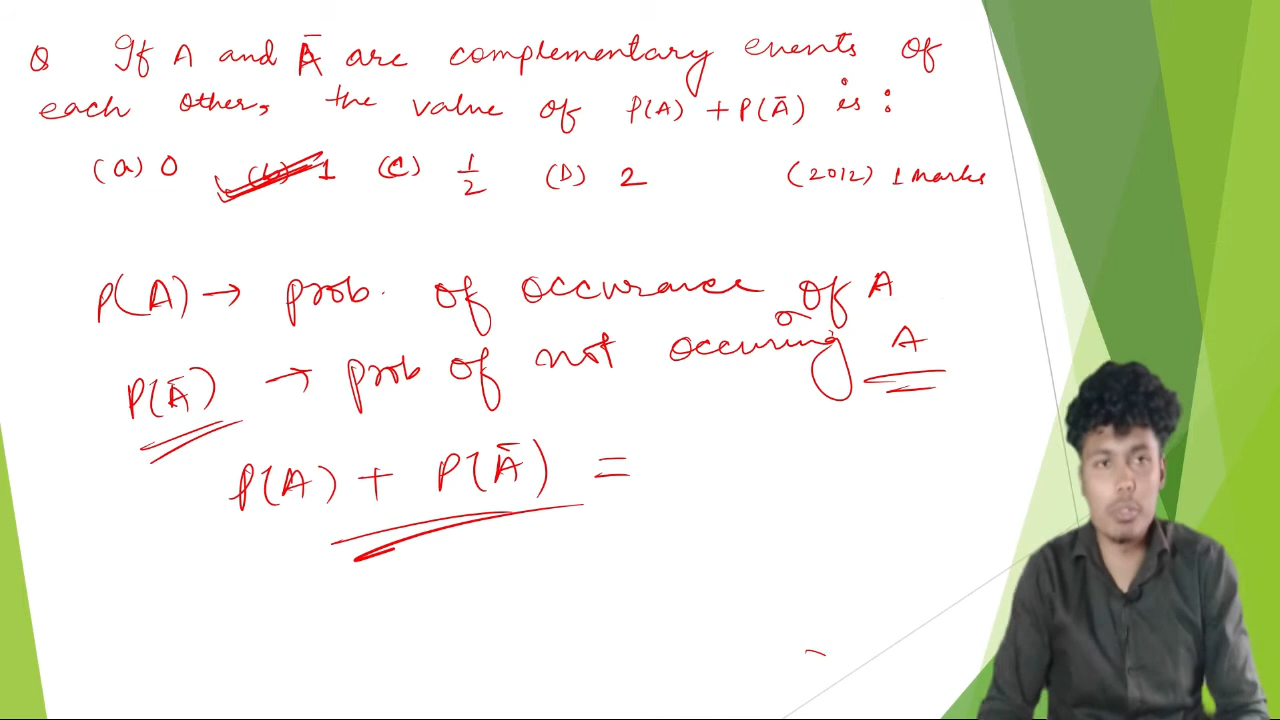 Q If A and Ā are complementary events of
each other, the value of P(A) + P(Ā) is :
(a) 0 (b) 1 (C) 1/2 (D) 2 (2012) 1 marks
P(A) → prob. of occurance of A
P(Ā) → prob of not occuring A
P(A) + P(Ā) =